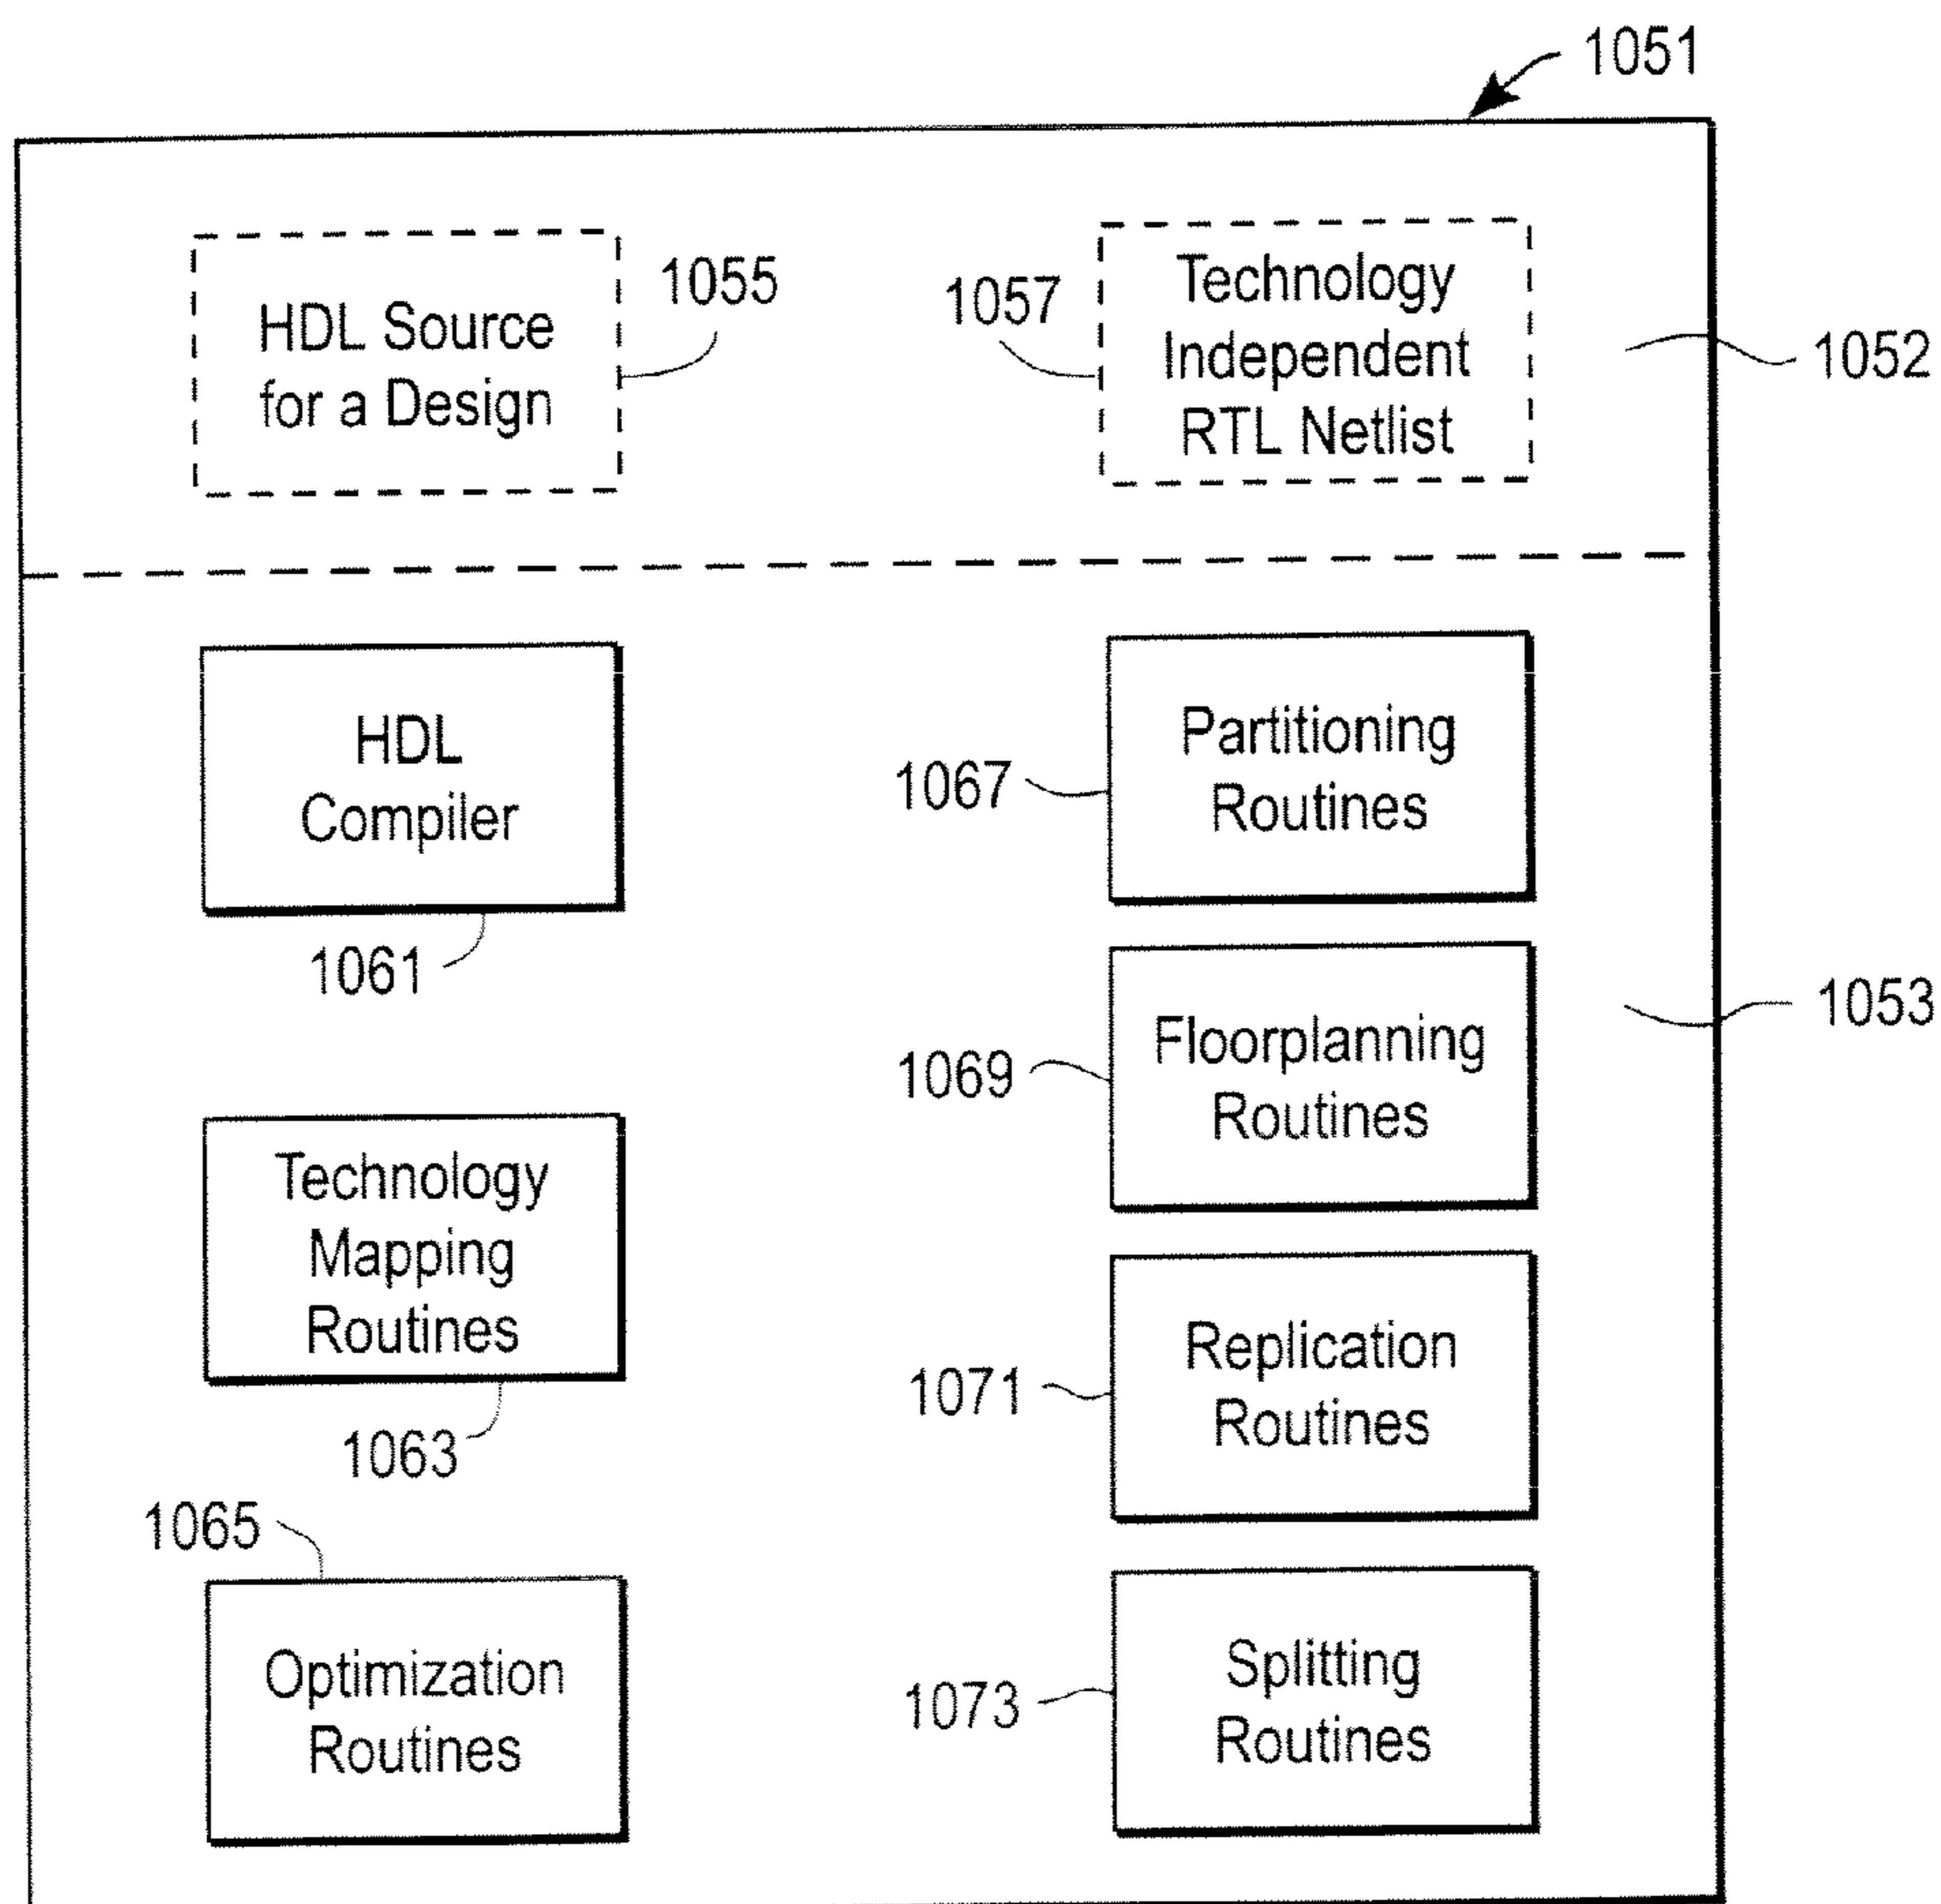 1051
HDL Source
for a Design
1055
1057
Technology
Independent
RTL Netlist
1052
HDL
Compiler
1061
1067
Partitioning
Routines
1069
Floorplanning
Routines
1053
Technology
Mapping
Routines
1063
1071
Replication
Routines
1065
Optimization
Routines
1073
Splitting
Routines